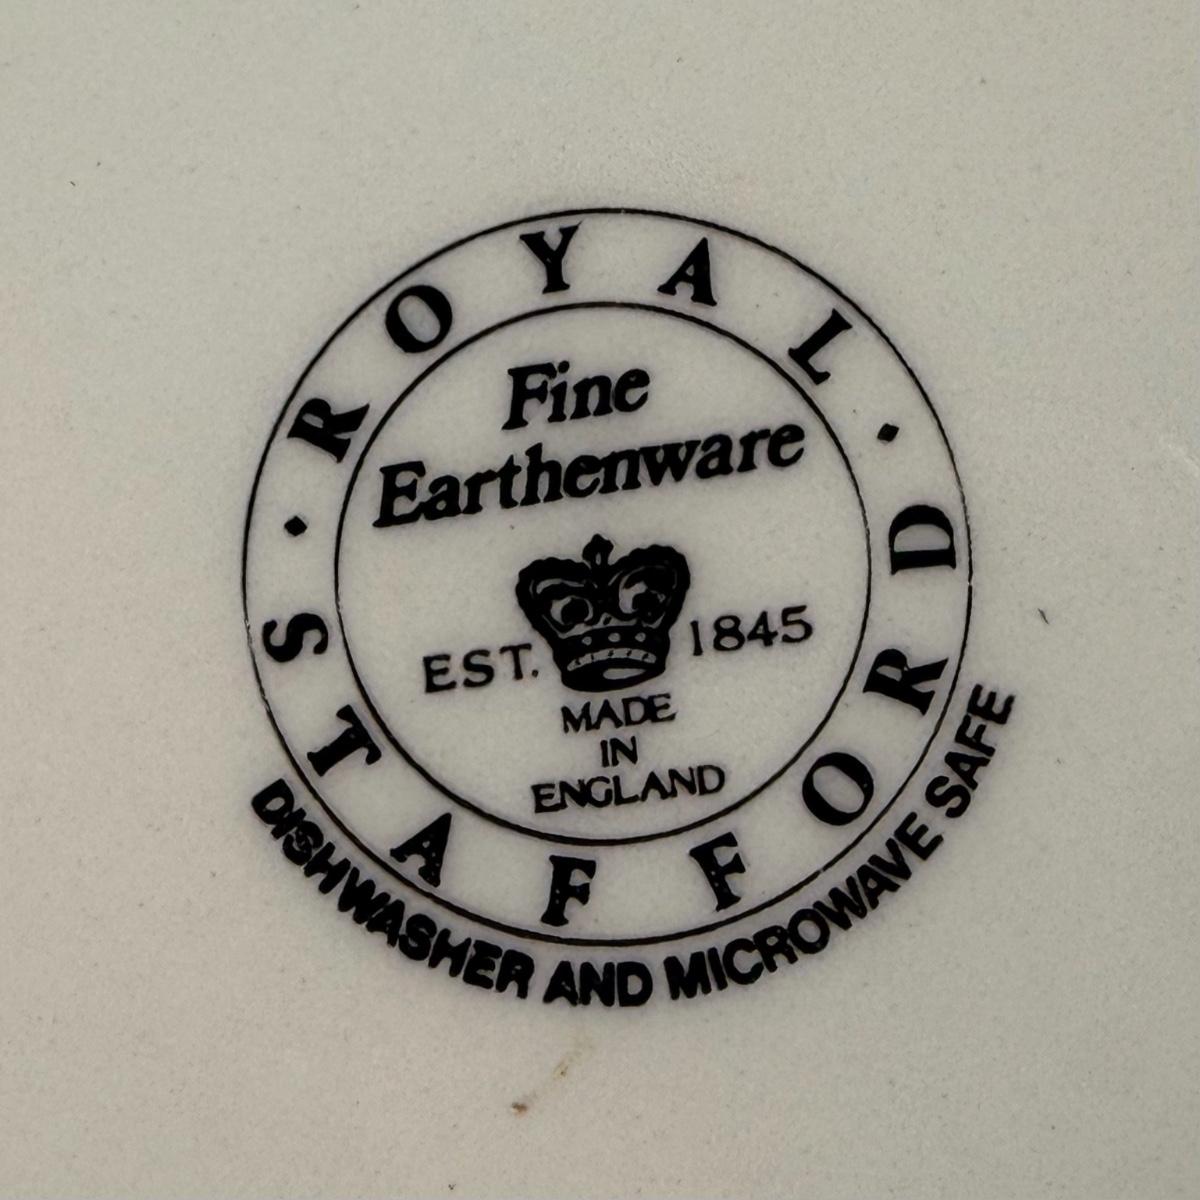 · ROYAL ·
STAFFORD
Fine
Earthenware
EST. 1845
MADE
IN
ENGLAND
DISHWASHER AND MICROWAVE SAFE